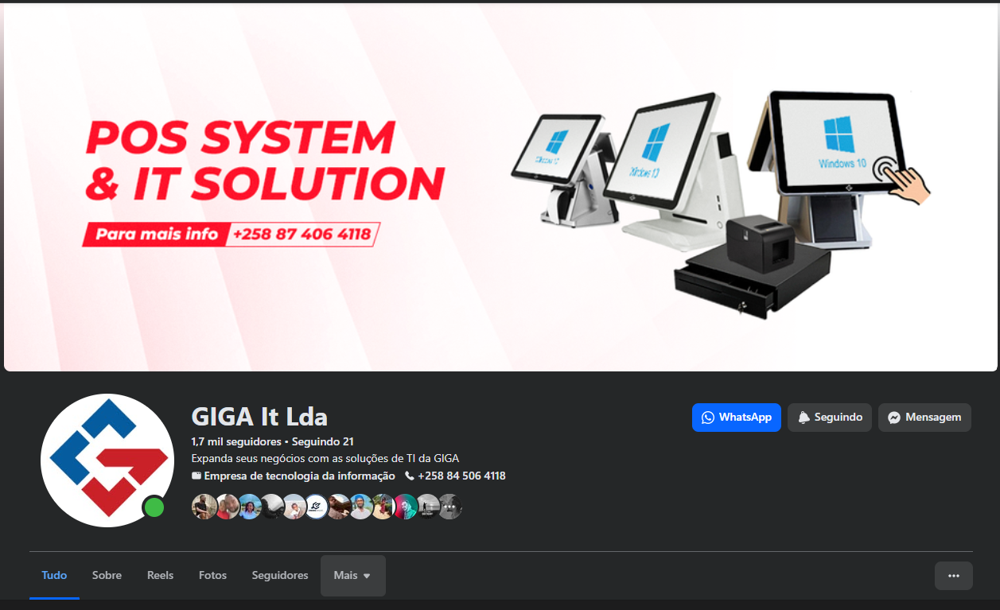 POS SYSTEM
& IT SOLUTION
Para mais info +258 87 406 4118
Windows 10
Windows 10
Windows 10
GIGA It Lda
1,7 mil seguidores • Seguindo 21
Expanda seus negócios com as soluções de TI da GIGA
Empresa de tecnologia da informação +258 84 506 4118
WhatsApp Seguindo Mensagem
Tudo Sobre Reels Fotos Seguidores Mais